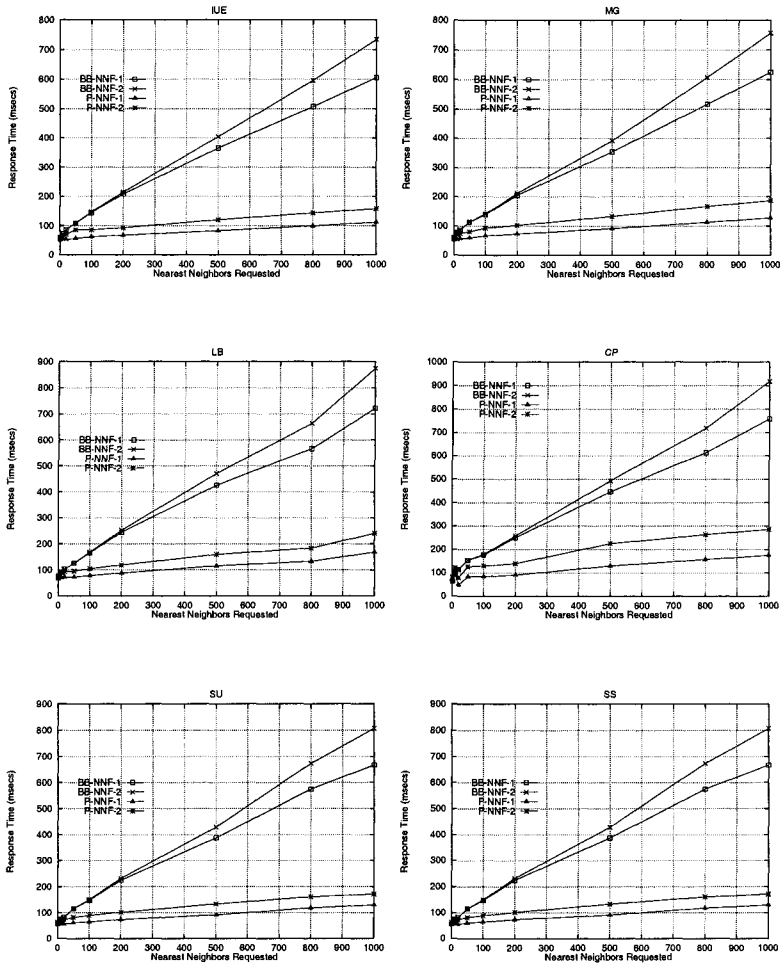 IUE
800
700
600
500
400
300
200
100
0
Response Time (msecs)
BB-NNF-1
BB-NNF-2
P-NNF-1
P-NNF-2
0 100 200 300 400 500 600 700 800 900 1000
Nearest Neighbors Requested
MG
800
700
600
500
400
300
200
100
0
Response Time (msecs)
BB-NNF-1
BB-NNF-2
P-NNF-1
P-NNF-2
0 100 200 300 400 500 600 700 800 900 1000
Nearest Neighbors Requested
LB
900
800
700
600
500
400
300
200
100
0
Response Time (msecs)
BB-NNF-1
BB-NNF-2
P-NNF-1
P-NNF-2
0 100 200 300 400 500 600 700 800 900 1000
Nearest Neighbors Requested
CP
1000
900
800
700
600
500
400
300
200
100
0
Response Time (msecs)
BB-NNF-1
BB-NNF-2
P-NNF-1
P-NNF-2
0 100 200 300 400 500 600 700 800 900 1000
Nearest Neighbors Requested
SU
900
800
700
600
500
400
300
200
100
0
Response Time (msecs)
BB-NNF-1
BB-NNF-2
P-NNF-1
P-NNF-2
0 100 200 300 400 500 600 700 800 900 1000
Nearest Neighbors Requested
SS
900
800
700
600
500
400
300
200
100
0
Response Time (msecs)
BB-NNF-1
BB-NNF-2
P-NNF-1
P-NNF-2
0 100 200 300 400 500 600 700 800 900 1000
Nearest Neighbors Requested